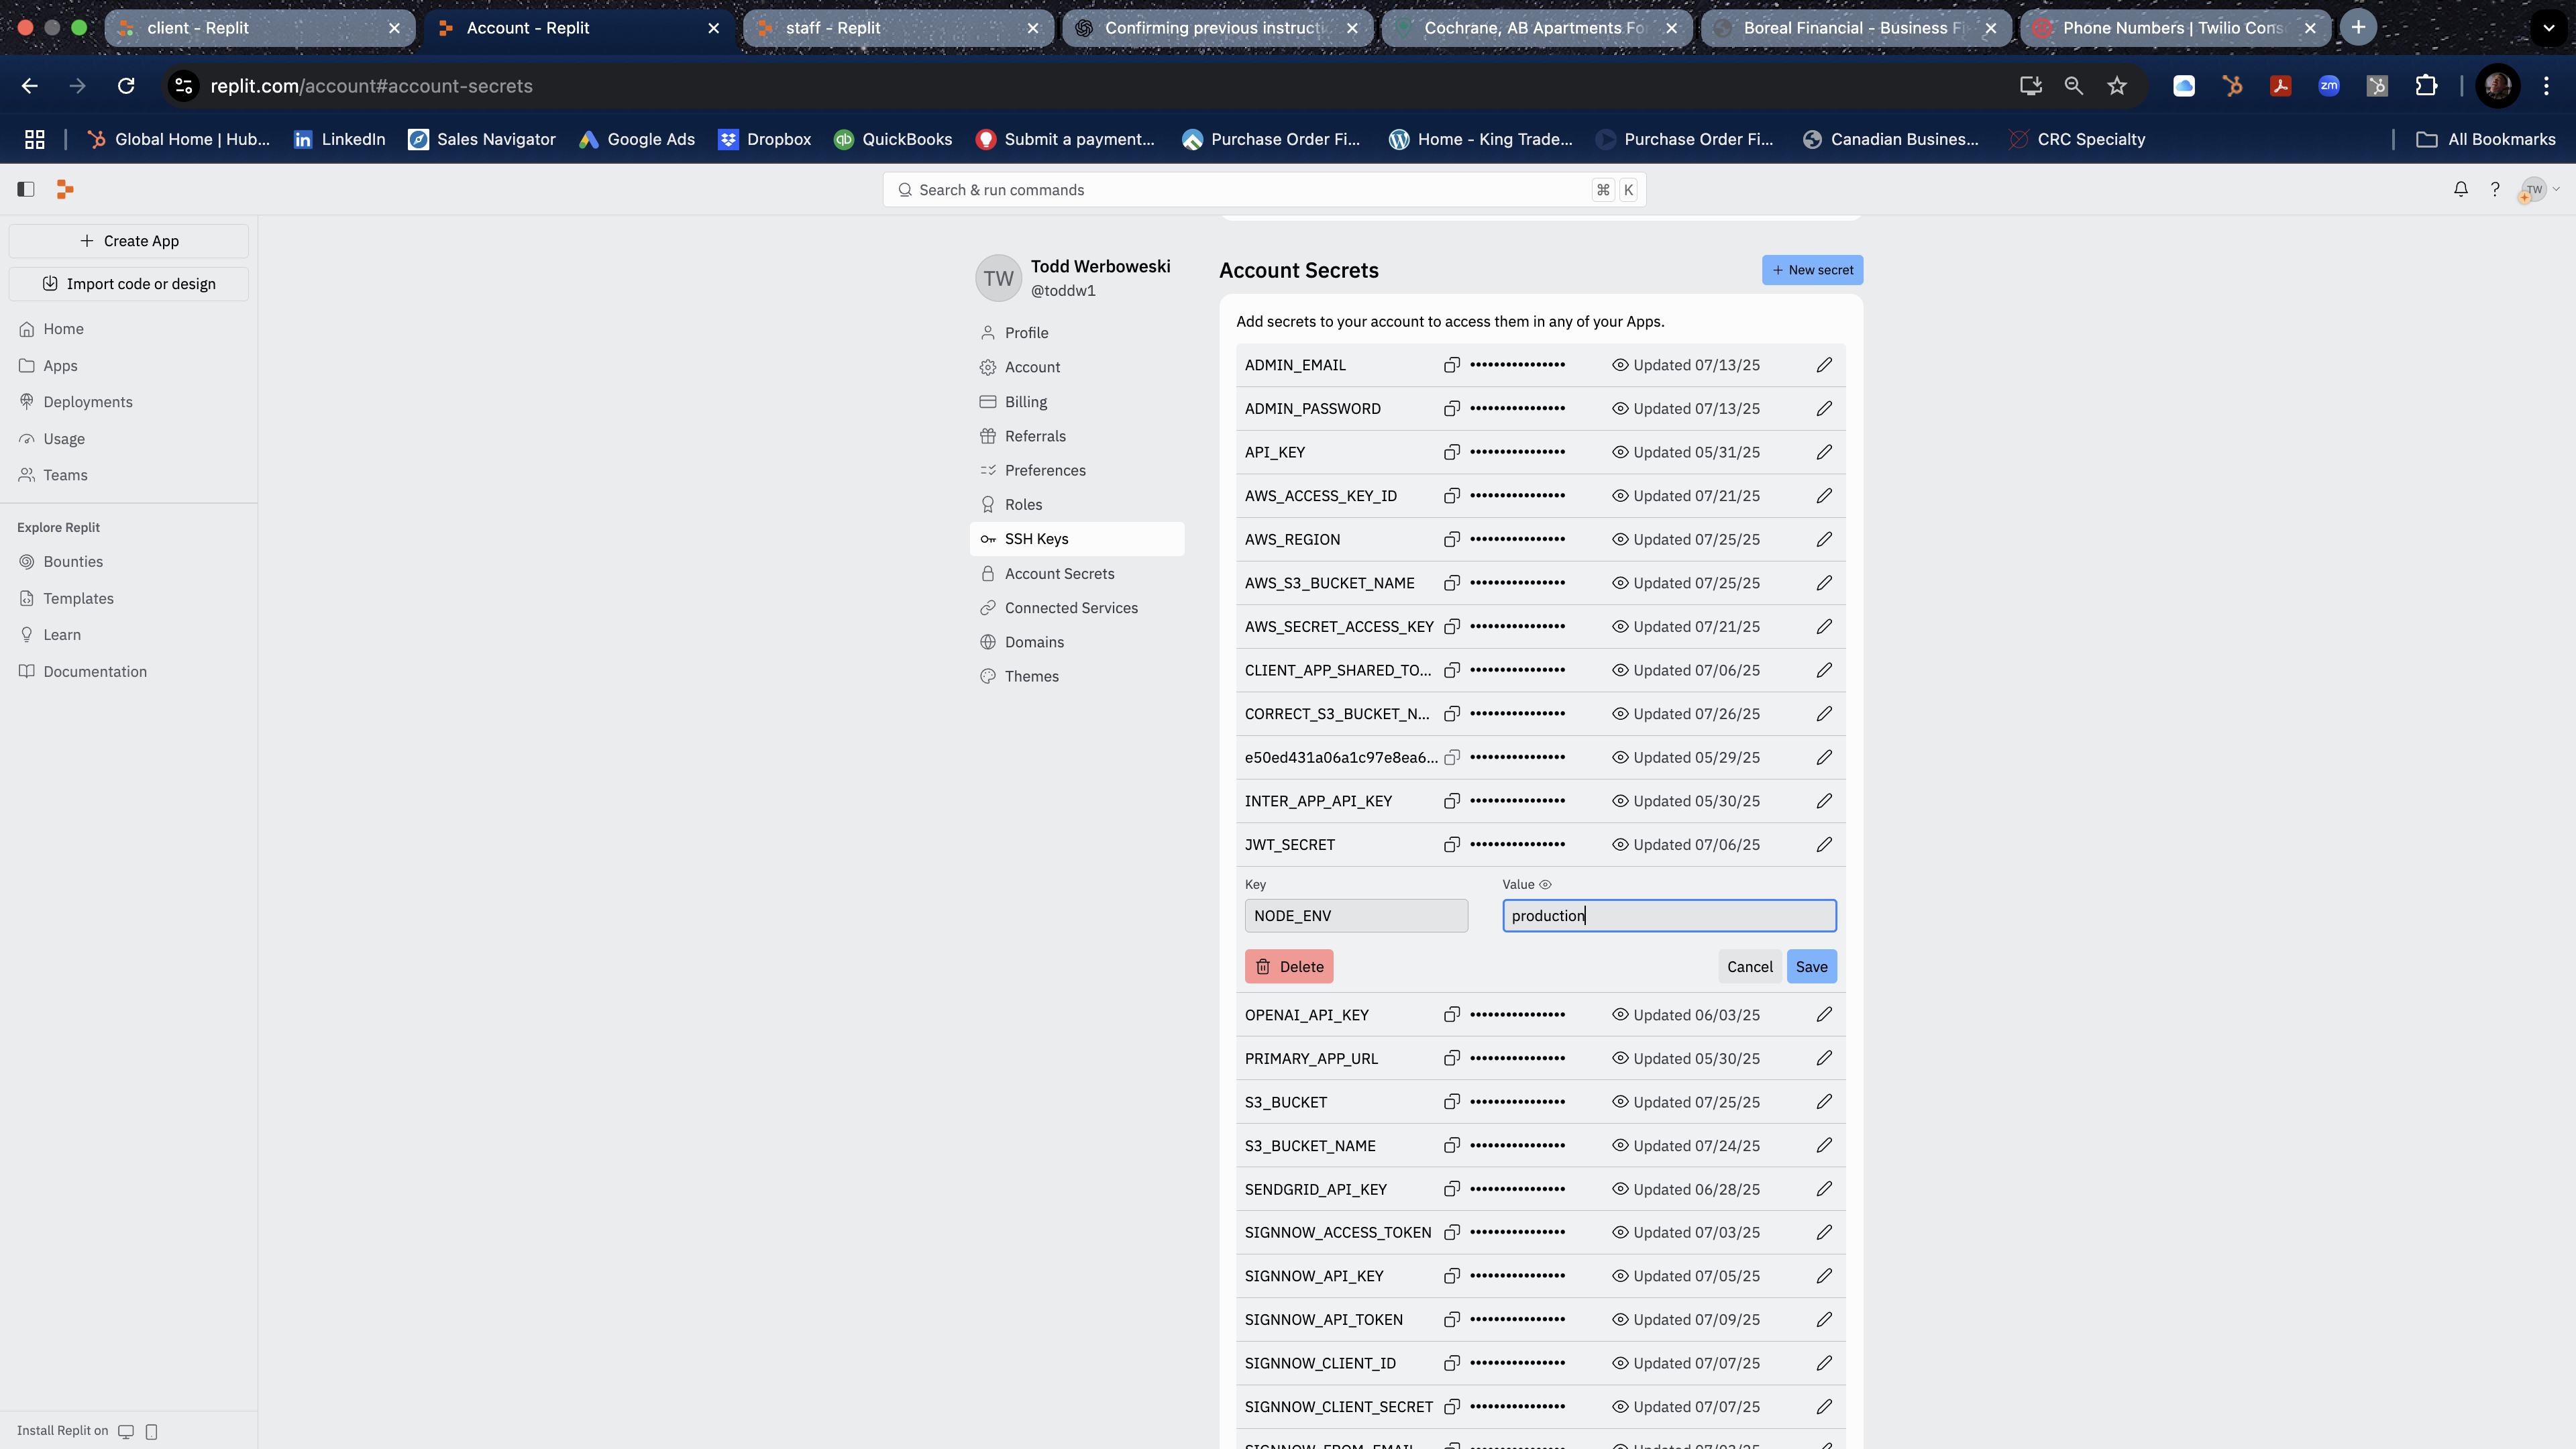 client - Replit
Account - Replit
staff - Replit
Confirming previous instructi
Cochrane, AB Apartments Fo
Boreal Financial - Business F
Phone Numbers | Twilio Cons
replit.com/account#account-secrets
zm
Global Home | Hub...
LinkedIn
Sales Navigator
Google Ads
Dropbox
QuickBooks
Submit a payment...
Purchase Order Fi...
Home - King Trade...
Purchase Order Fi...
Canadian Busines...
CRC Specialty
All Bookmarks
Search & run commands
⌘ K
TW
Create App
Import code or design
Home
Apps
Deployments
Usage
Teams
Explore Replit
Bounties
Templates
Learn
Documentation
Install Replit on
TW
Todd Werboweski
@toddw1
Profile
Account
Billing
Referrals
Preferences
Roles
SSH Keys
Account Secrets
Connected Services
Domains
Themes
Account Secrets
+ New secret
Add secrets to your account to access them in any of your Apps.
ADMIN_EMAIL •••••••••••••••• Updated 07/13/25
ADMIN_PASSWORD •••••••••••••••• Updated 07/13/25
API_KEY •••••••••••••••• Updated 05/31/25
AWS_ACCESS_KEY_ID •••••••••••••••• Updated 07/21/25
AWS_REGION •••••••••••••••• Updated 07/25/25
AWS_S3_BUCKET_NAME •••••••••••••••• Updated 07/25/25
AWS_SECRET_ACCESS_KEY •••••••••••••••• Updated 07/21/25
CLIENT_APP_SHARED_TO... •••••••••••••••• Updated 07/06/25
CORRECT_S3_BUCKET_N... •••••••••••••••• Updated 07/26/25
e50ed431a06a1c97e8ea6... •••••••••••••••• Updated 05/29/25
INTER_APP_API_KEY •••••••••••••••• Updated 05/30/25
JWT_SECRET •••••••••••••••• Updated 07/06/25
Key Value
NODE_ENV production
Delete Cancel Save
OPENAI_API_KEY •••••••••••••••• Updated 06/03/25
PRIMARY_APP_URL •••••••••••••••• Updated 05/30/25
S3_BUCKET •••••••••••••••• Updated 07/25/25
S3_BUCKET_NAME •••••••••••••••• Updated 07/24/25
SENDGRID_API_KEY •••••••••••••••• Updated 06/28/25
SIGNNOW_ACCESS_TOKEN •••••••••••••••• Updated 07/03/25
SIGNNOW_API_KEY •••••••••••••••• Updated 07/05/25
SIGNNOW_API_TOKEN •••••••••••••••• Updated 07/09/25
SIGNNOW_CLIENT_ID •••••••••••••••• Updated 07/07/25
SIGNNOW_CLIENT_SECRET •••••••••••••••• Updated 07/07/25